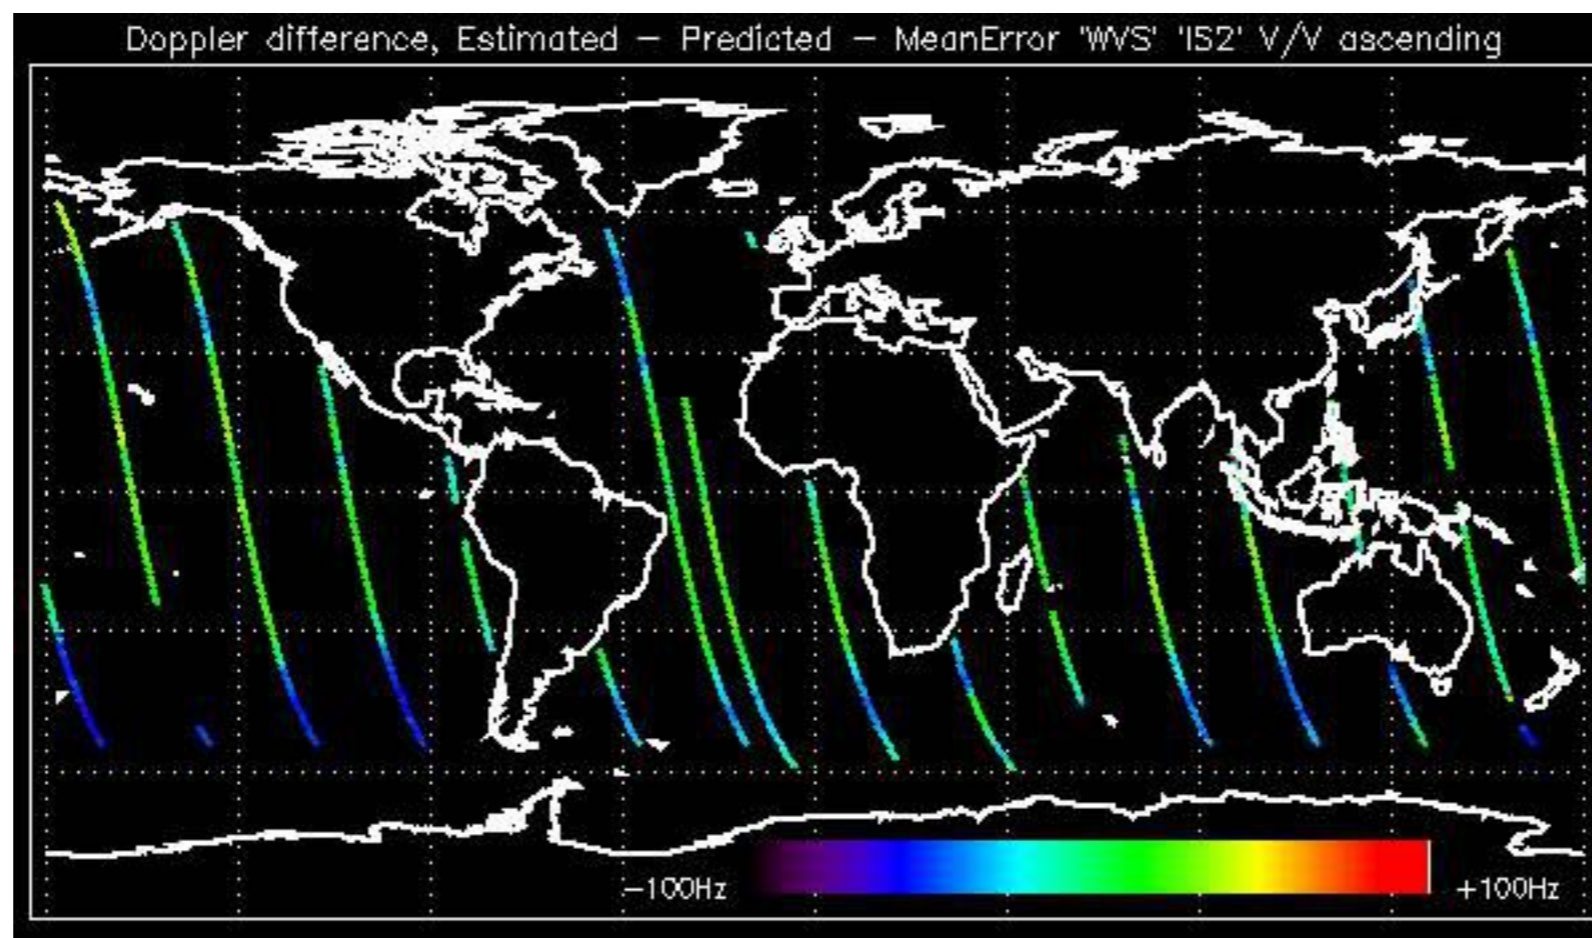 Doppler difference, Estimated – Predicted – MeanError 'WVS' 'IS2' V/V ascending
–100Hz +100Hz